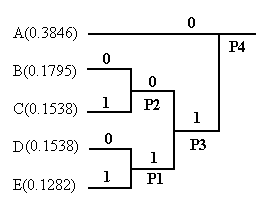 0
A(0.3846)
P4
0
B(0.1795)
0
C(0.1538) 1 P2
1
D(0.1538) 0 P3
1
E(0.1282) 1 P1